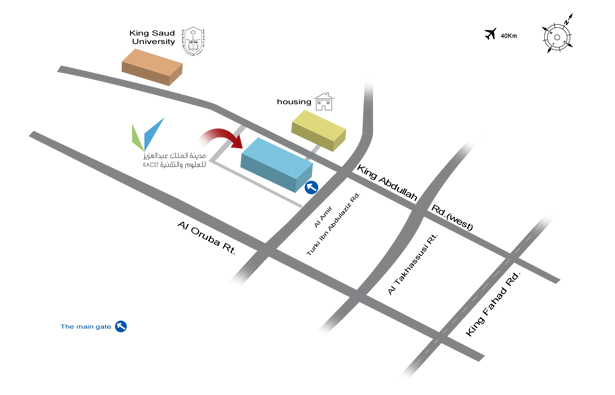 King Saud
University
40Km
N
housing
مدينة الملك عبدالعزيز
للعلوم والتقنية KACST
King Abdullah Rd.(west)
Al Amir
Turki Ibn Abdulaziz Rd.
Al Oruba Rt.
Al Takhassusi Rt.
King Fahad Rd.
The main gate